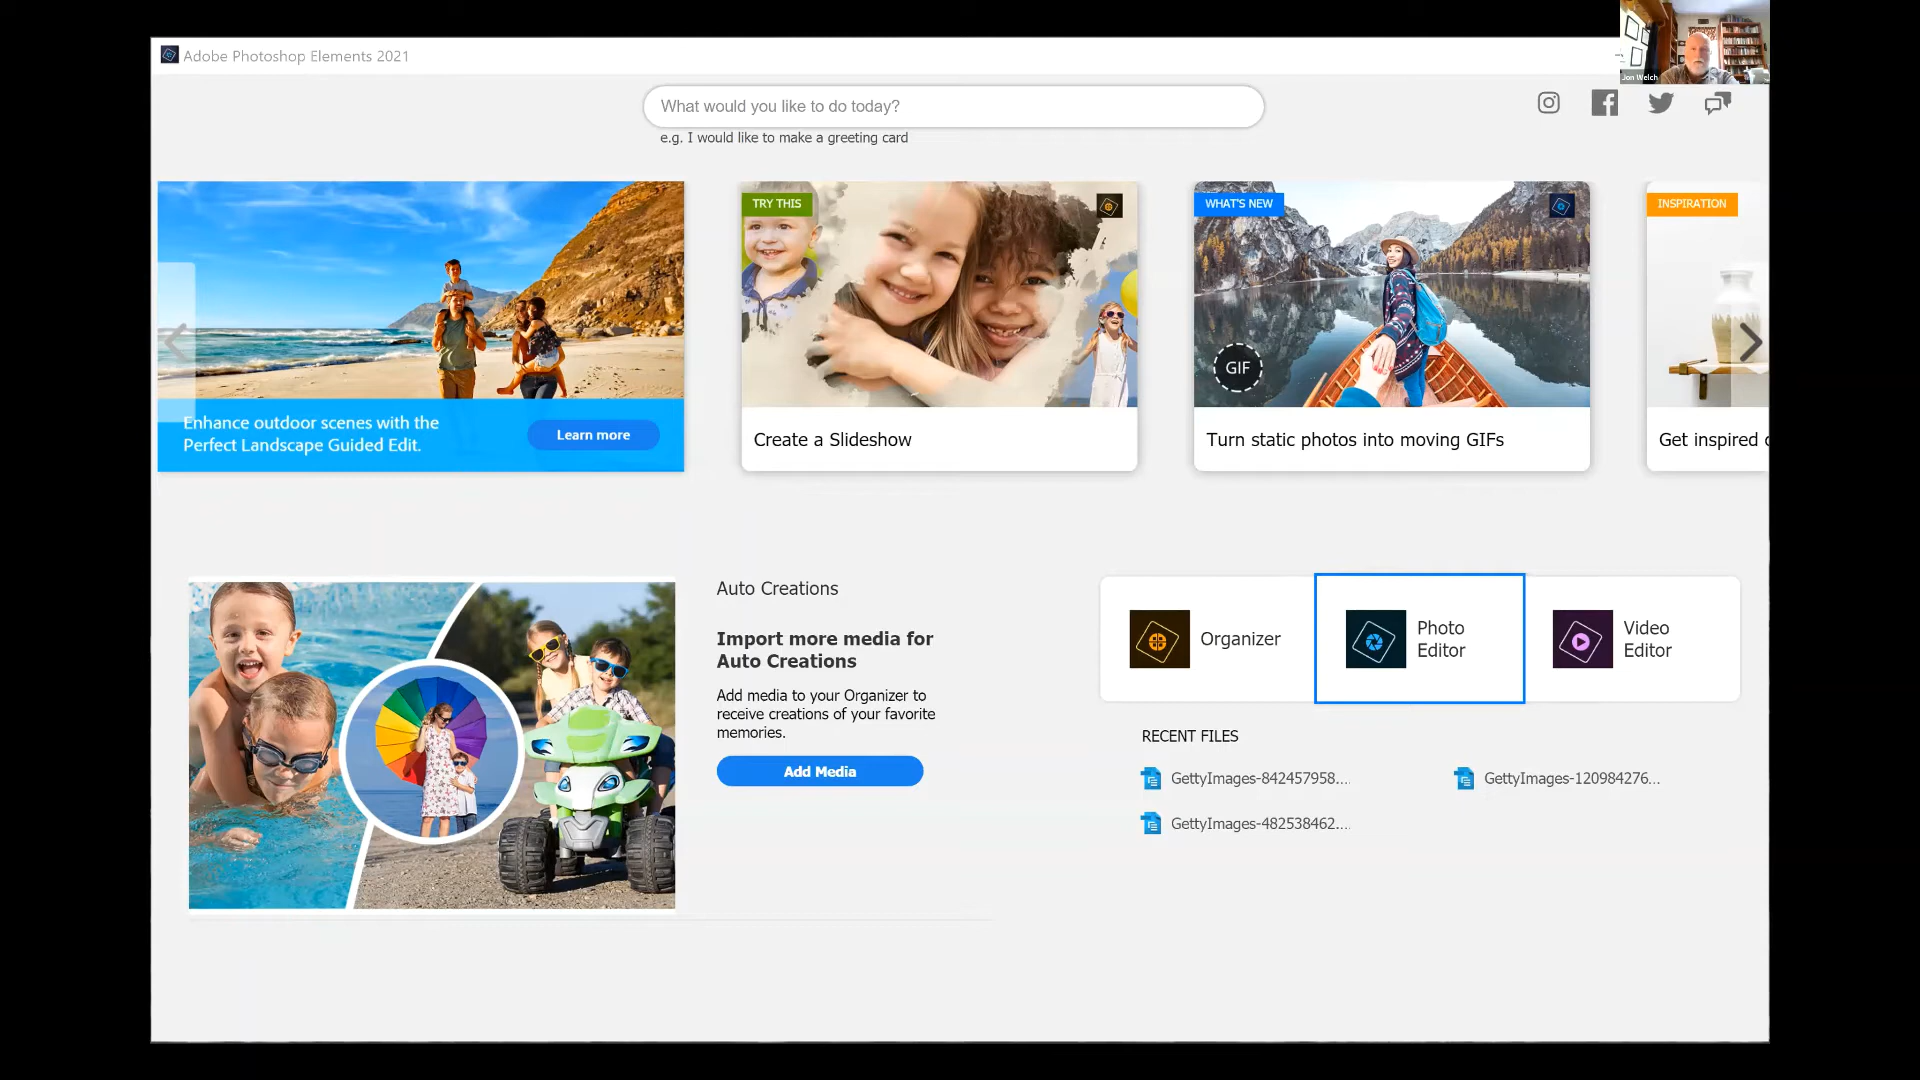 Adobe Photoshop Elements 2021
Jon Welch
What would you like to do today?
e.g. I would like to make a greeting card
TRY THIS
WHAT'S NEW
INSPIRATION
GIF
Enhance outdoor scenes with the
Perfect Landscape Guided Edit.
Learn more
Create a Slideshow
Turn static photos into moving GIFs
Get inspired
Auto Creations
Import more media for
Auto Creations
Add media to your Organizer to
receive creations of your favorite
memories.
Add Media
Organizer
Photo
Editor
Video
Editor
RECENT FILES
GettyImages-842457958....
GettyImages-120984276...
GettyImages-482538462....